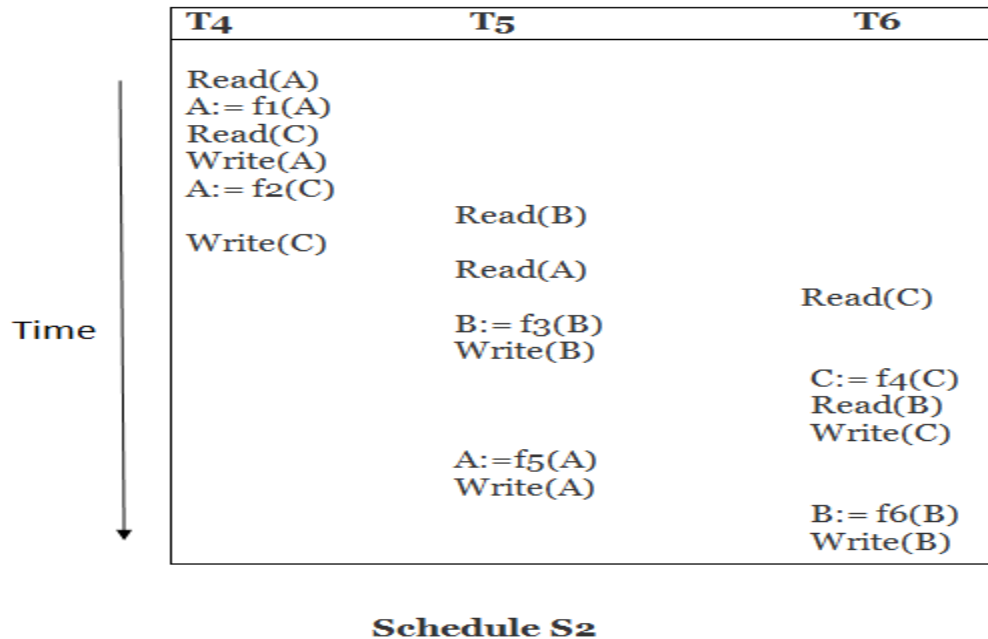 T4 T5 T6
Read(A)
A:= f1(A)
Read(C)
Write(A)
A:= f2(C)
Read(B)
Write(C)
Read(A)
Read(C)
Time
B:= f3(B)
Write(B)
C:= f4(C)
Read(B)
Write(C)
A:=f5(A)
Write(A)
B:= f6(B)
Write(B)
Schedule S2